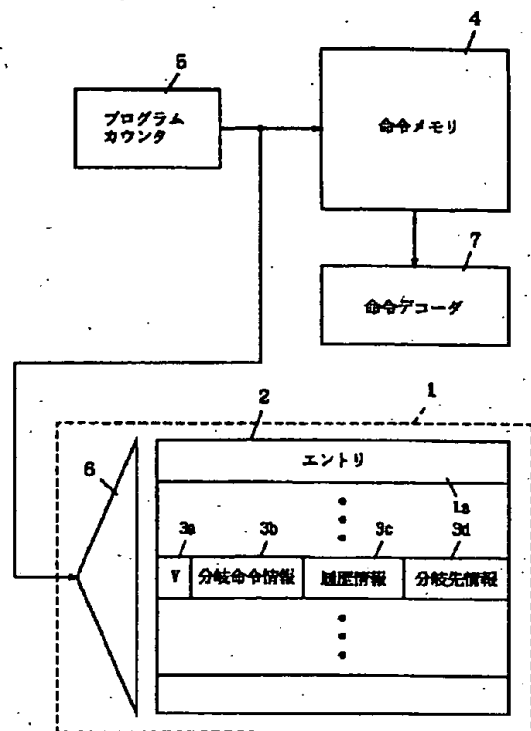 4
5
プログラム
カウンタ
命令メモリ
7
命令デコーダ
2
1
6
エントリ
1a
3a 3b 3c 3d
V 分岐命令情報 履歴情報 分岐先情報